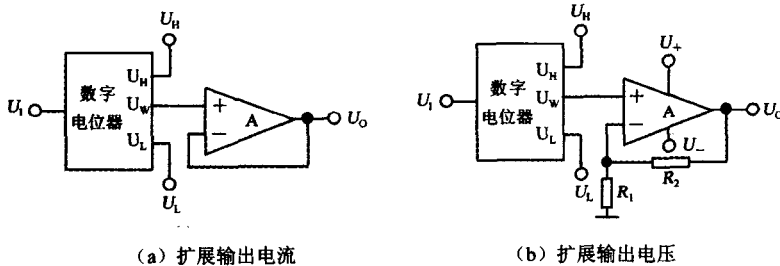 U_H
U_I
数字
电位器
U_H
U_W
U_L
+
−
A
U_O
U_L
(a) 扩展输出电流
U_H
U_I
数字
电位器
U_H
U_W
U_L
U_+
+
−
A
U_O
U_−
U_L
R_1
R_2
(b) 扩展输出电压